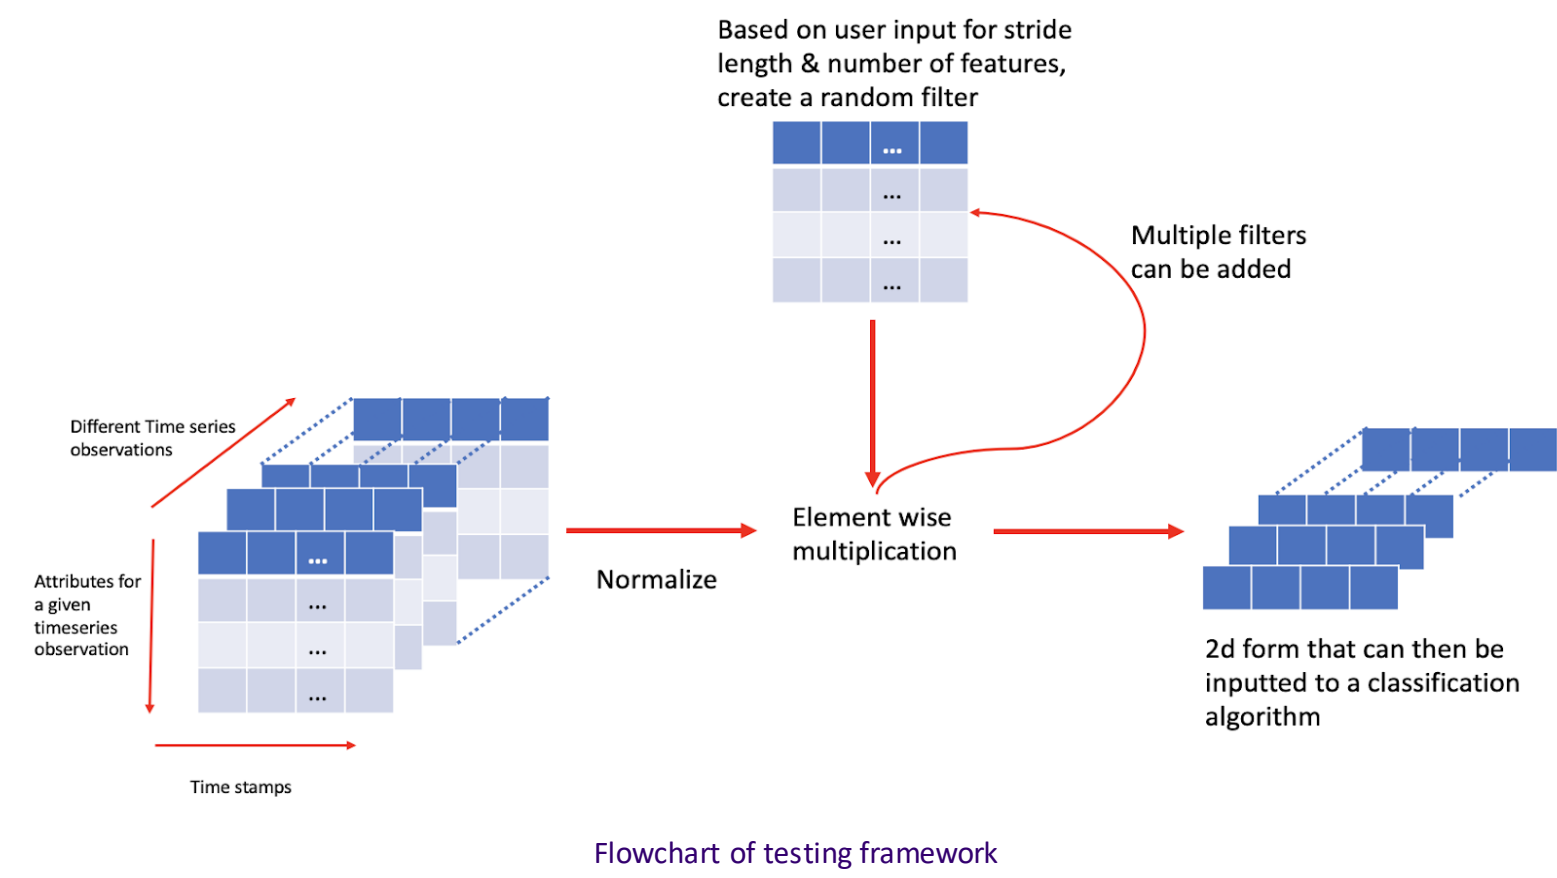 Based on user input for stride
length & number of features,
create a random filter
...
...
...
...
Multiple filters
can be added
Different Time series
observations
Attributes for
a given
timeseries
observation
...
...
...
...
Time stamps
Normalize
Element wise
multiplication
2d form that can then be
inputted to a classification
algorithm
Flowchart of testing framework